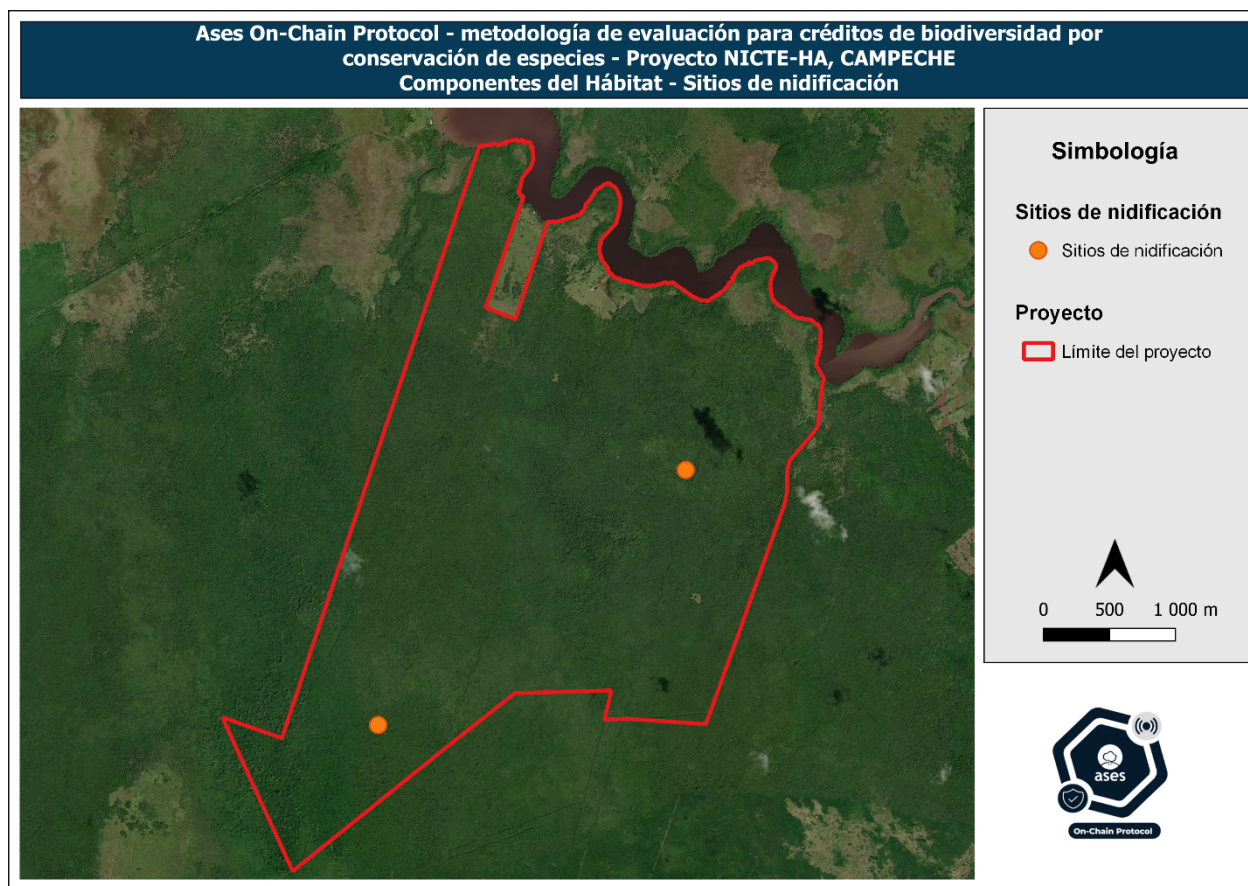 Ases On-Chain Protocol - metodología de evaluación para créditos de biodiversidad por
conservación de especies - Proyecto NICTE-HA, CAMPECHE
Componentes del Hábitat - Sitios de nidificación
Simbología
Sitios de nidificación
Sitios de nidificación
Proyecto
Límite del proyecto
0 500 1 000 m
ases
On-Chain Protocol